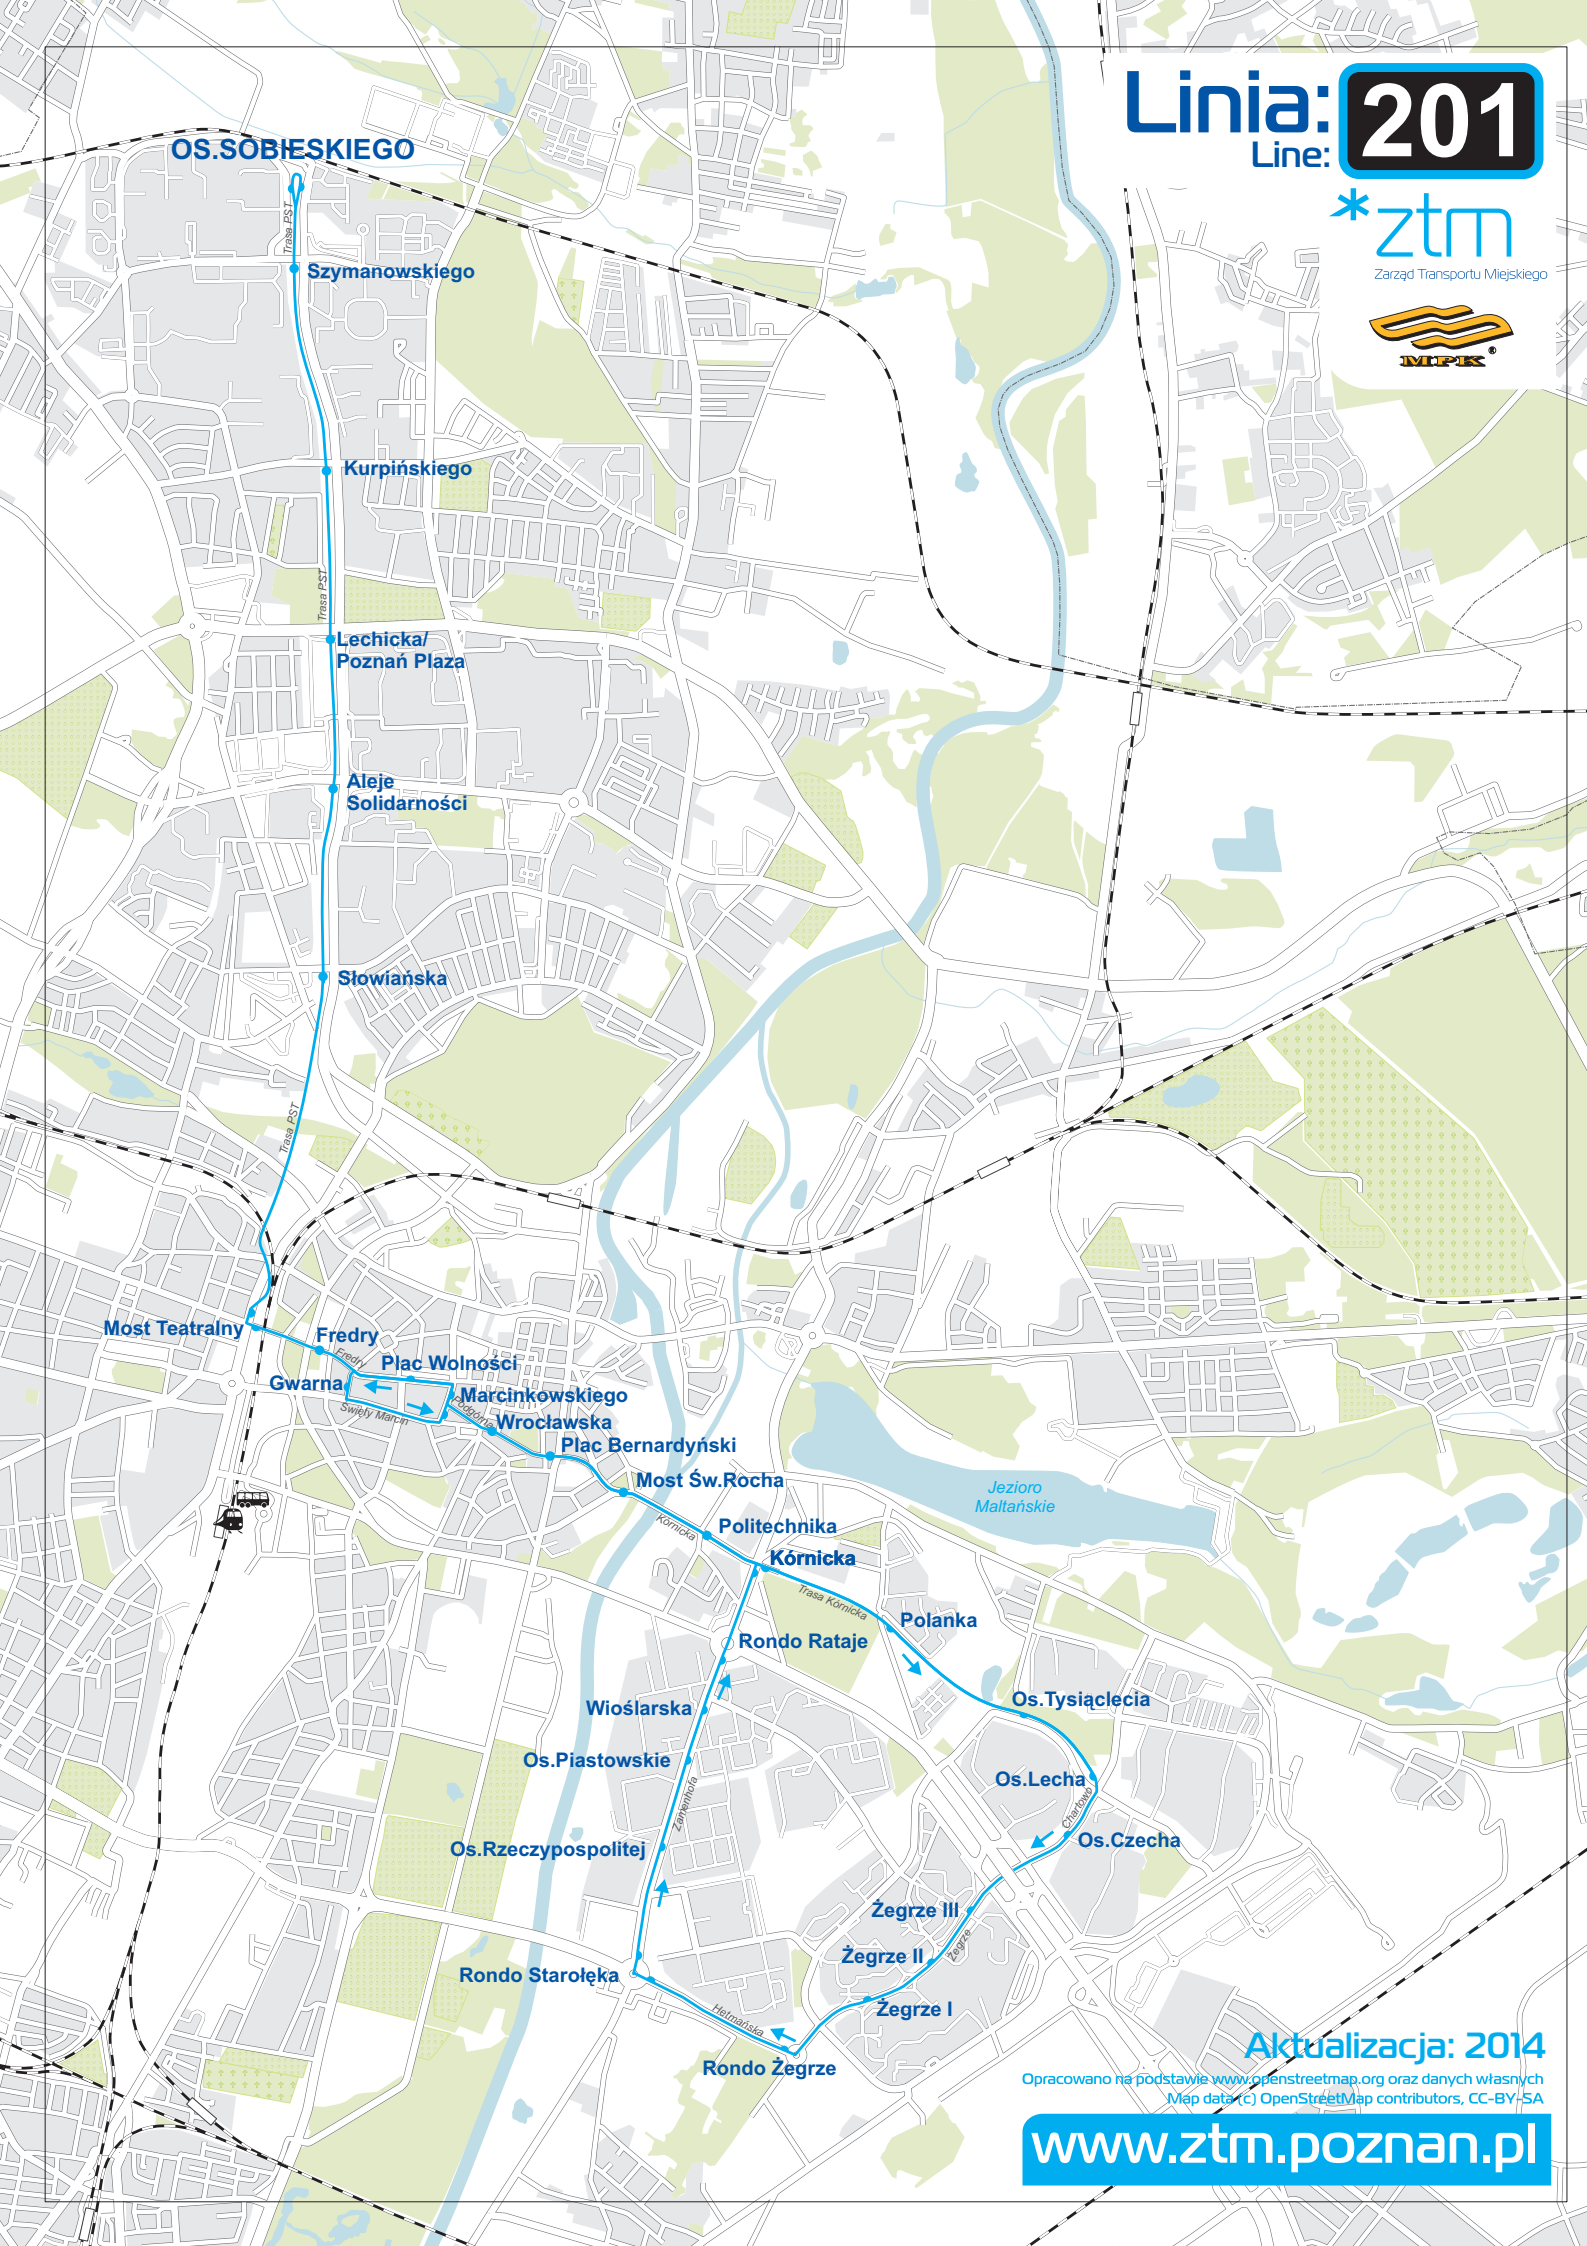 Linia:
Line:
201
*ztm
Zarząd Transportu Miejskiego
MPK®
OS.SOBIESKIEGO
Trasa PST
Szymanowskiego
Kurpińskiego
Trasa PST
Lechicka/
Poznań Plaza
Aleje
Solidarności
Słowiańska
Trasa PST
Most Teatralny
Fredry
Fredry
Plac Wolności
Gwarna
Marcinkowskiego
Święty Marcin
Podgórna
Wrocławska
Plac Bernardyński
Most Św.Rocha
Jezioro
Maltańskie
Kórnicka
Politechnika
Kórnicka
Trasa Kórnicka
Polanka
Rondo Rataje
Os.Tysiąclecia
Wioślarska
Os.Piastowskie
Os.Lecha
Zamenhofa
Chartowo
Os.Czecha
Os.Rzeczypospolitej
Żegrze III
Żegrze
Żegrze II
Rondo Starołęka
Żegrze I
Hetmańska
Rondo Żegrze
Aktualizacja: 2014
Opracowano na podstawie www.openstreetmap.org oraz danych własnych
Map data (c) OpenStreetMap contributors, CC-BY-SA
www.ztm.poznan.pl